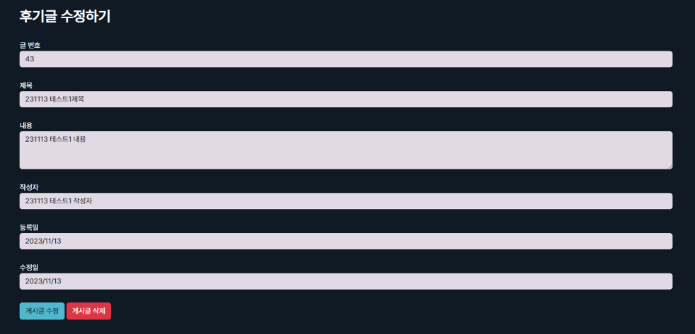 후기글 수정하기
글 번호
43
제목
231113 테스트1제목
내용
231113 테스트1 내용
작성자
231113 테스트1 작성자
등록일
2023/11/13
수정일
2023/11/13
게시글 수정 게시글 삭제